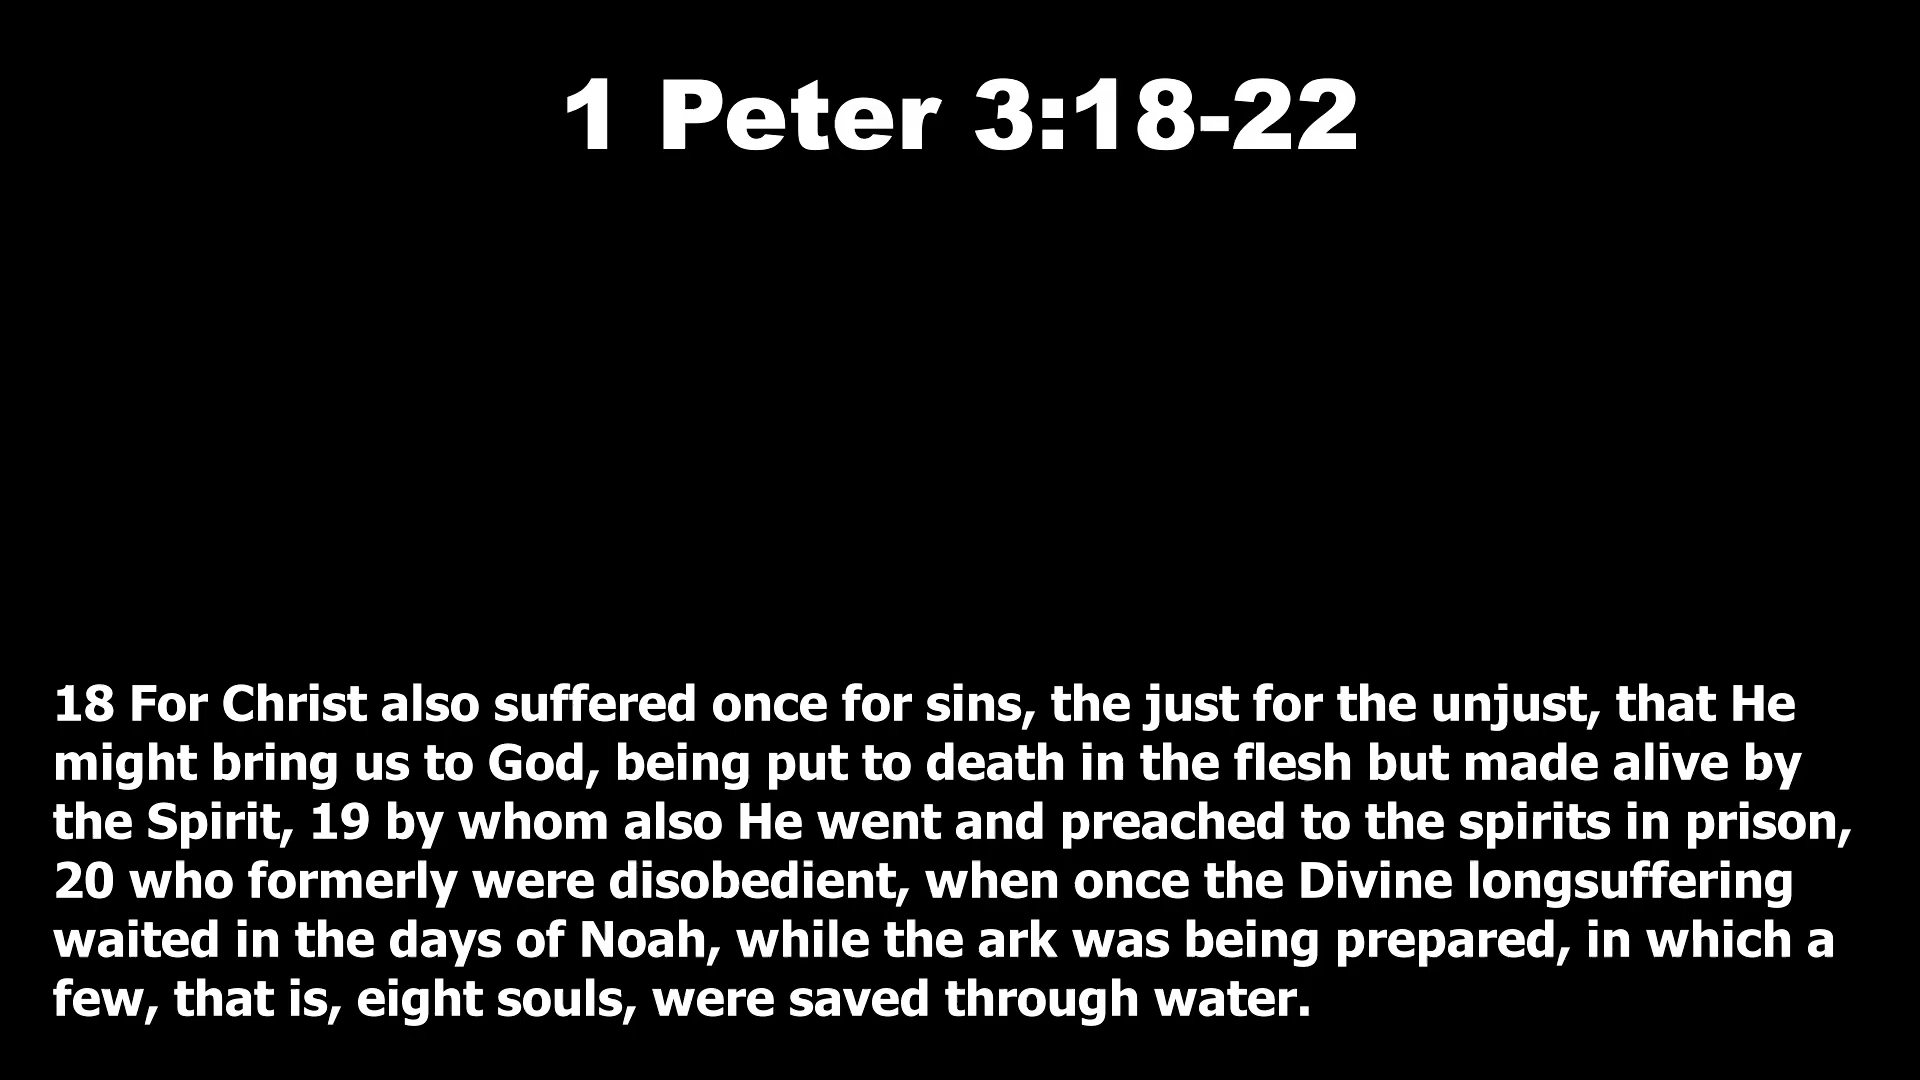 1 Peter 3:18-22
18 For Christ also suffered once for sins, the just for the unjust, that He
might bring us to God, being put to death in the flesh but made alive by
the Spirit, 19 by whom also He went and preached to the spirits in prison,
20 who formerly were disobedient, when once the Divine longsuffering
waited in the days of Noah, while the ark was being prepared, in which a
few, that is, eight souls, were saved through water.